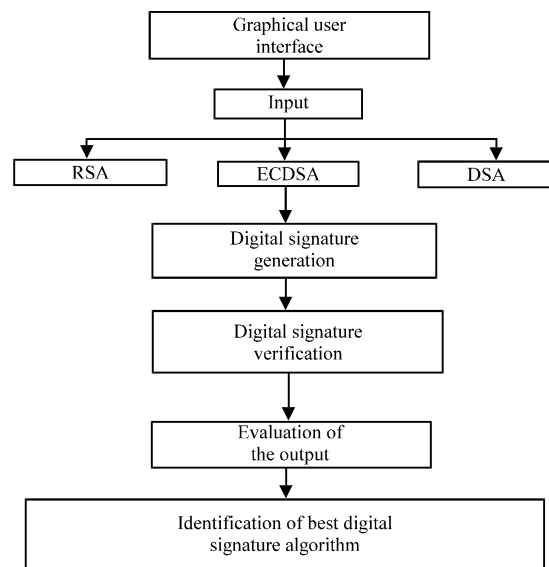 Graphical user
interface
Input
RSA
ECDSA
DSA
Digital signature
generation
Digital signature
verification
Evaluation of
the output
Identification of best digital
signature algorithm